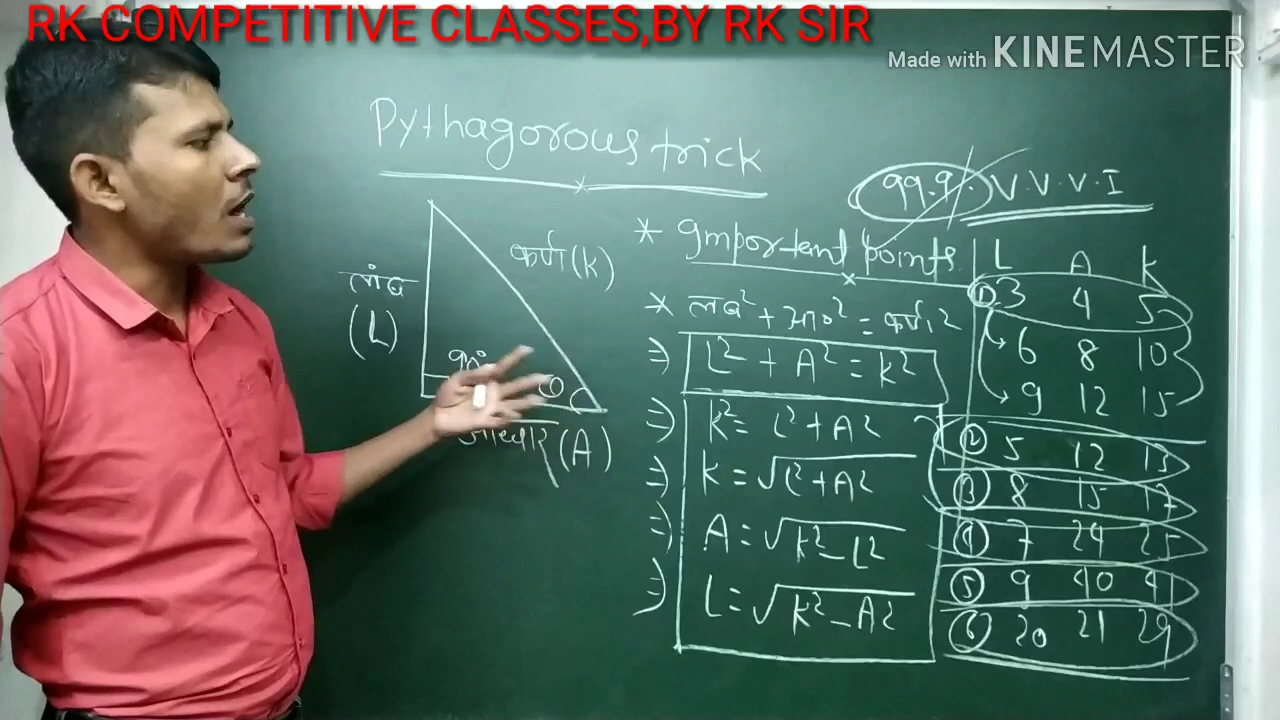 RK COMPETITIVE CLASSES,BY RK SIR
Made with KINEMASTER
Pythagorous trick
99.9. V.V.V.I
* Important points
कर्ण (K)
लंब
(L)
90°
θ
आधार (A)
* लंब² + आ०² = कर्ण²
⇒ L² + A² = K²
⇒ K² = L² + A²
⇒ K = √L² + A²
⇒ A = √K² - L²
⇒ L = √K² - A²
L A K
① 3 4 5
6 8 10
9 12 15
② 5 12 13
③ 8 15 17
④ 7 24 25
⑤ 9 40 41
⑥ 20 21 29